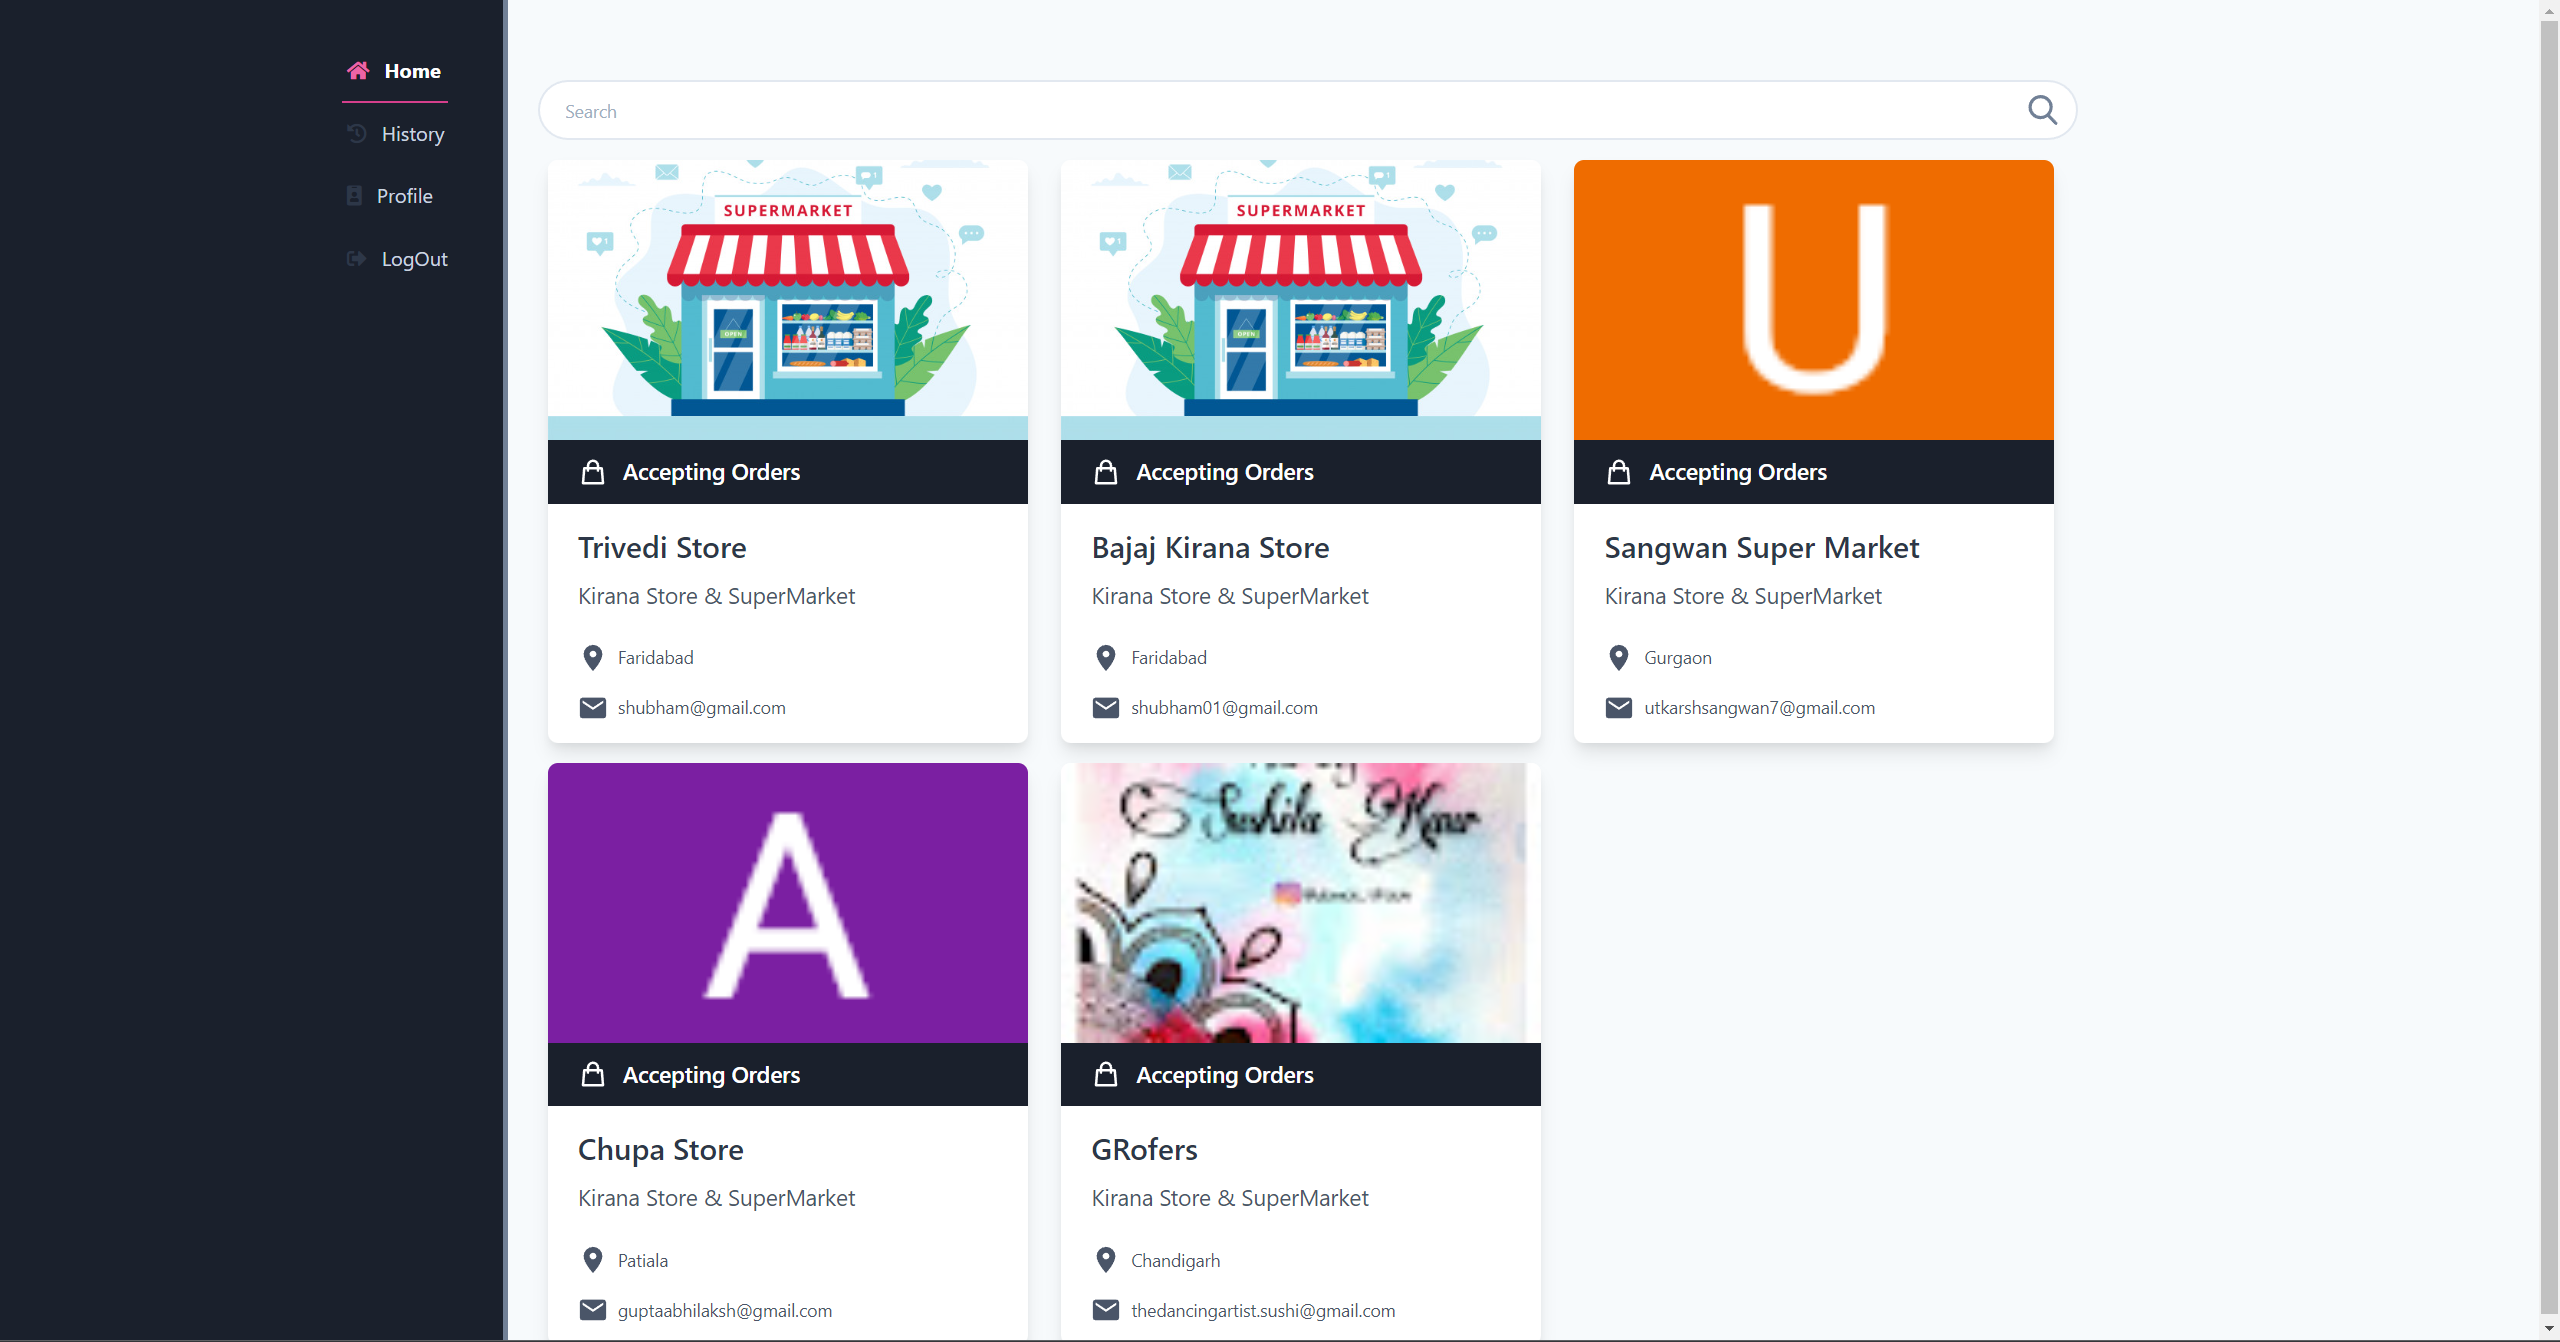 Home
History
Profile
LogOut
Search
SUPERMARKET
OPEN
Accepting Orders
Trivedi Store
Kirana Store & SuperMarket
Faridabad
shubham@gmail.com
SUPERMARKET
OPEN
Accepting Orders
Bajaj Kirana Store
Kirana Store & SuperMarket
Faridabad
shubham01@gmail.com
U
Accepting Orders
Sangwan Super Market
Kirana Store & SuperMarket
Gurgaon
utkarshsangwan7@gmail.com
A
Accepting Orders
Chupa Store
Kirana Store & SuperMarket
Patiala
guptaabhilaksh@gmail.com
Sushila
Accepting Orders
GRofers
Kirana Store & SuperMarket
Chandigarh
thedancingartist.sushi@gmail.com